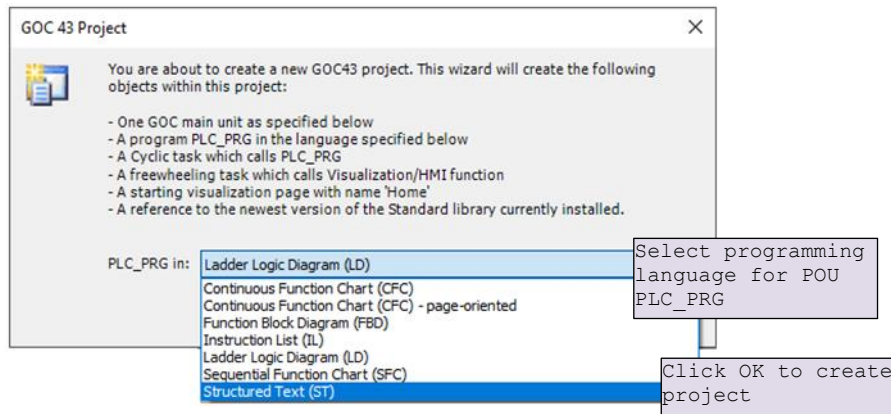 GOC 43 Project
You are about to create a new GOC43 project. This wizard will create the following
objects within this project:
- One GOC main unit as specified below
- A program PLC_PRG in the language specified below
- A Cyclic task which calls PLC_PRG
- A freewheeling task which calls Visualization/HMI function
- A starting visualization page with name 'Home'
- A reference to the newest version of the Standard library currently installed.
PLC_PRG in:
Ladder Logic Diagram (LD)
Continuous Function Chart (CFC)
Continuous Function Chart (CFC) - page-oriented
Function Block Diagram (FBD)
Instruction List (IL)
Ladder Logic Diagram (LD)
Sequential Function Chart (SFC)
Structured Text (ST)
Select programming
language for POU
PLC_PRG
Click OK to create
project